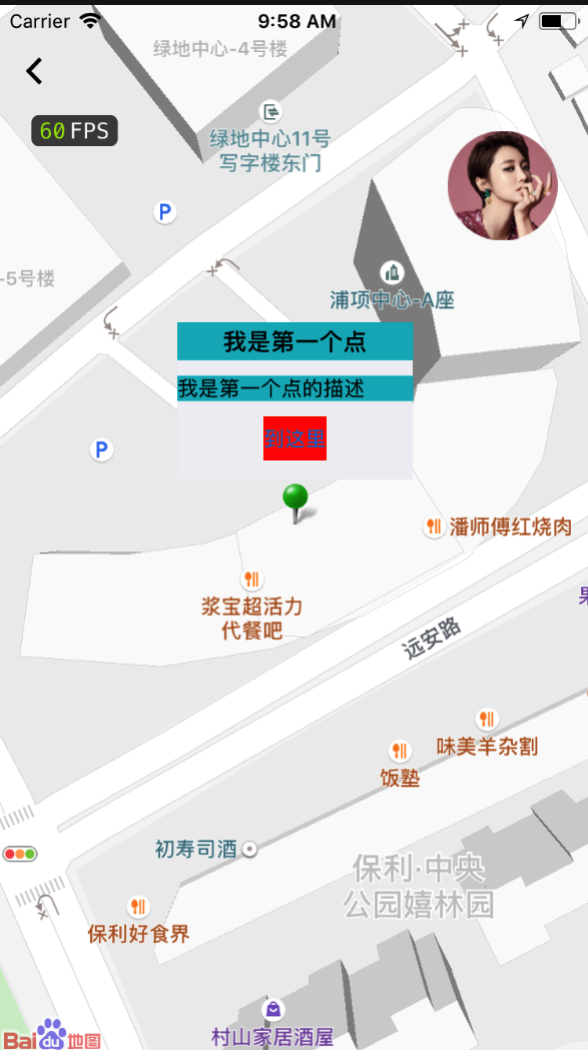 Carrier 9:58 AM
绿地中心-4号楼
60 FPS
绿地中心11号
写字楼东门
P
-5号楼
浦项中心-A座
我是第一个点
我是第一个点的描述
到这里
P
潘师傅红烧肉
浆宝超活力
代餐吧
果
远安路
味美羊杂割
饭塾
初寿司酒
保利·中央
公园嬉林园
保利好食界
村山家居酒屋
Baidu地图